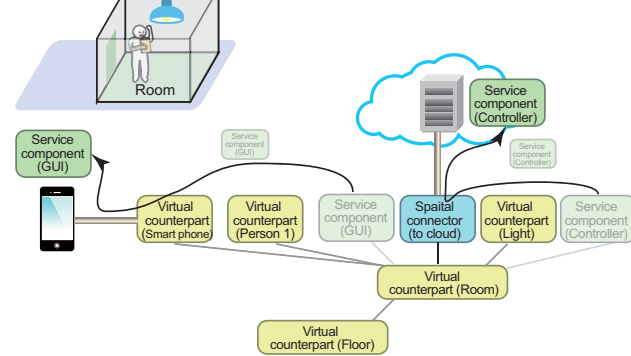 Room
Service
component
(Controller)
Service
component
(GUI)
Service
component
(GUI)
Service
component
(Controller)
Virtual
counterpart
(Smart phone)
Virtual
counterpart
(Person 1)
Service
component
(GUI)
Spaital
connector
(to cloud)
Virtual
counterpart
(Light)
Service
component
(Controller)
Virtual
counterpart (Room)
Virtual
counterpart (Floor)